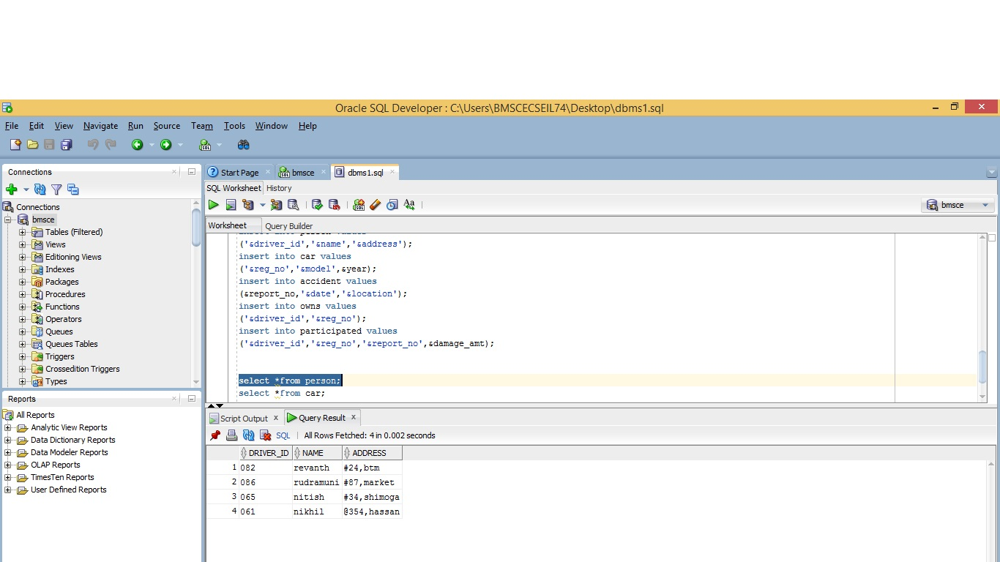 Oracle SQL Developer : C:\Users\BMSCECSEIL74\Desktop\dbms1.sql
File Edit View Navigate Run Source Team Tools Window Help
Connections
Start Page
bmsce
dbms1.sql
SQL Worksheet History
bmsce
Worksheet Query Builder
Connections
bmsce
Tables (Filtered)
Views
Editioning Views
Indexes
Packages
Procedures
Functions
Operators
Queues
Queues Tables
Triggers
Crossedition Triggers
Types
insert into person values
('&driver_id','&name','&address');
insert into car values
('&reg_no','&model',&year);
insert into accident values
(&report_no,'&date','&location');
insert into owns values
('&driver_id','&reg_no');
insert into participated values
('&driver_id','&reg_no','&report_no',&damage_amt);
select *from person;
select *from car;
Reports
All Reports
Analytic View Reports
Data Dictionary Reports
Data Modeler Reports
OLAP Reports
TimesTen Reports
User Defined Reports
Script Output x Query Result x
SQL All Rows Fetched: 4 in 0.002 seconds
DRIVER_ID NAME ADDRESS
1 082 revanth #24,btm
2 086 rudramuni #87,market
3 065 nitish #34,shimoga
4 061 nikhil @354,hassan